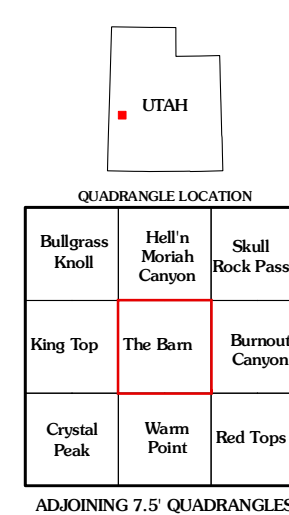 UTAH
QUADRANGLE LOCATION
Bullgrass
Knoll
Hell'n
Moriah
Canyon
Skull
Rock Pass
King Top
The Barn
Burnout
Canyon
Crystal
Peak
Warm
Point
Red Tops
ADJOINING 7.5' QUADRANGLES